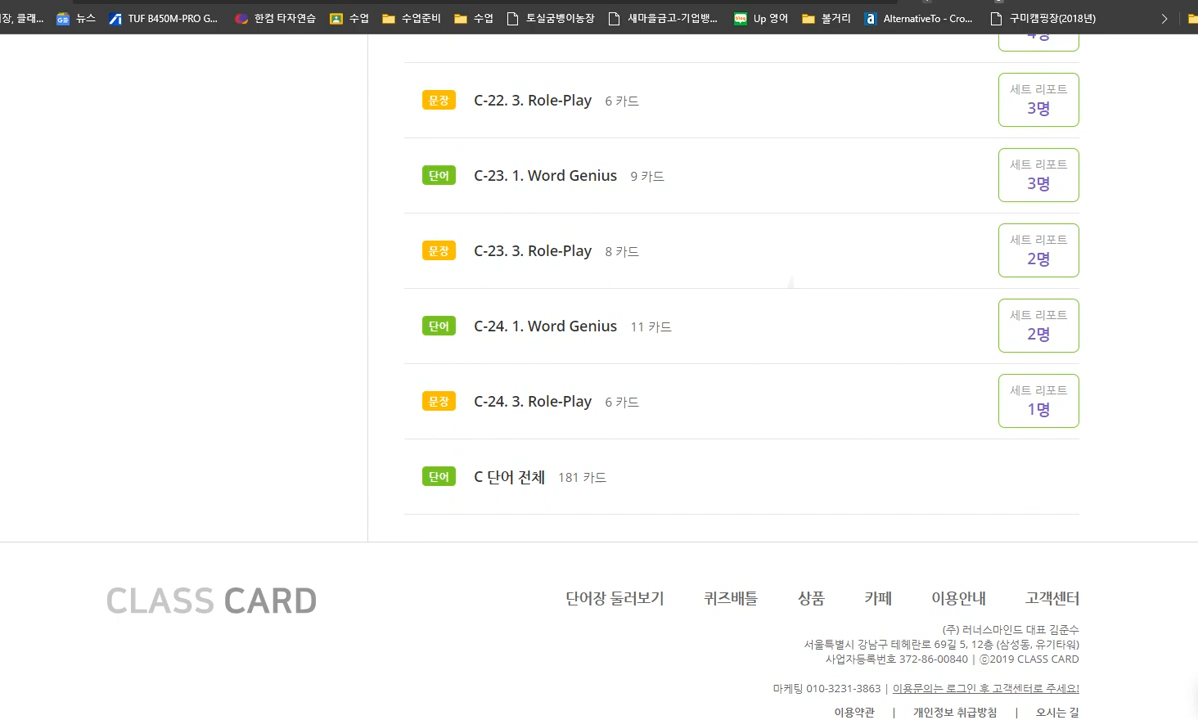 장, 클래... 뉴스 TUF B450M-PRO G... 한컴 타자연습 수업 수업준비 수업 토실굼벵이농장 새마을금고-기업뱅... Up 영어 볼거리 AlternativeTo - Cro... 구미캠핑장(2018년)
4명
문장 C-22. 3. Role-Play 6 카드 세트 리포트
3명
단어 C-23. 1. Word Genius 9 카드 세트 리포트
3명
문장 C-23. 3. Role-Play 8 카드 세트 리포트
2명
단어 C-24. 1. Word Genius 11 카드 세트 리포트
2명
문장 C-24. 3. Role-Play 6 카드 세트 리포트
1명
단어 C 단어 전체 181 카드
CLASS CARD 단어장 둘러보기 퀴즈배틀 상품 카페 이용안내 고객센터
(주) 러너스마인드 대표 김준수
서울특별시 강남구 테헤란로 69길 5, 12층 (삼성동, 유기타워)
사업자등록번호 372-86-00840 | ⓒ2019 CLASS CARD
마케팅 010-3231-3863 | 이용문의는 로그인 후 고객센터로 주세요!
이용약관 | 개인정보 취급방침 | 오시는 길